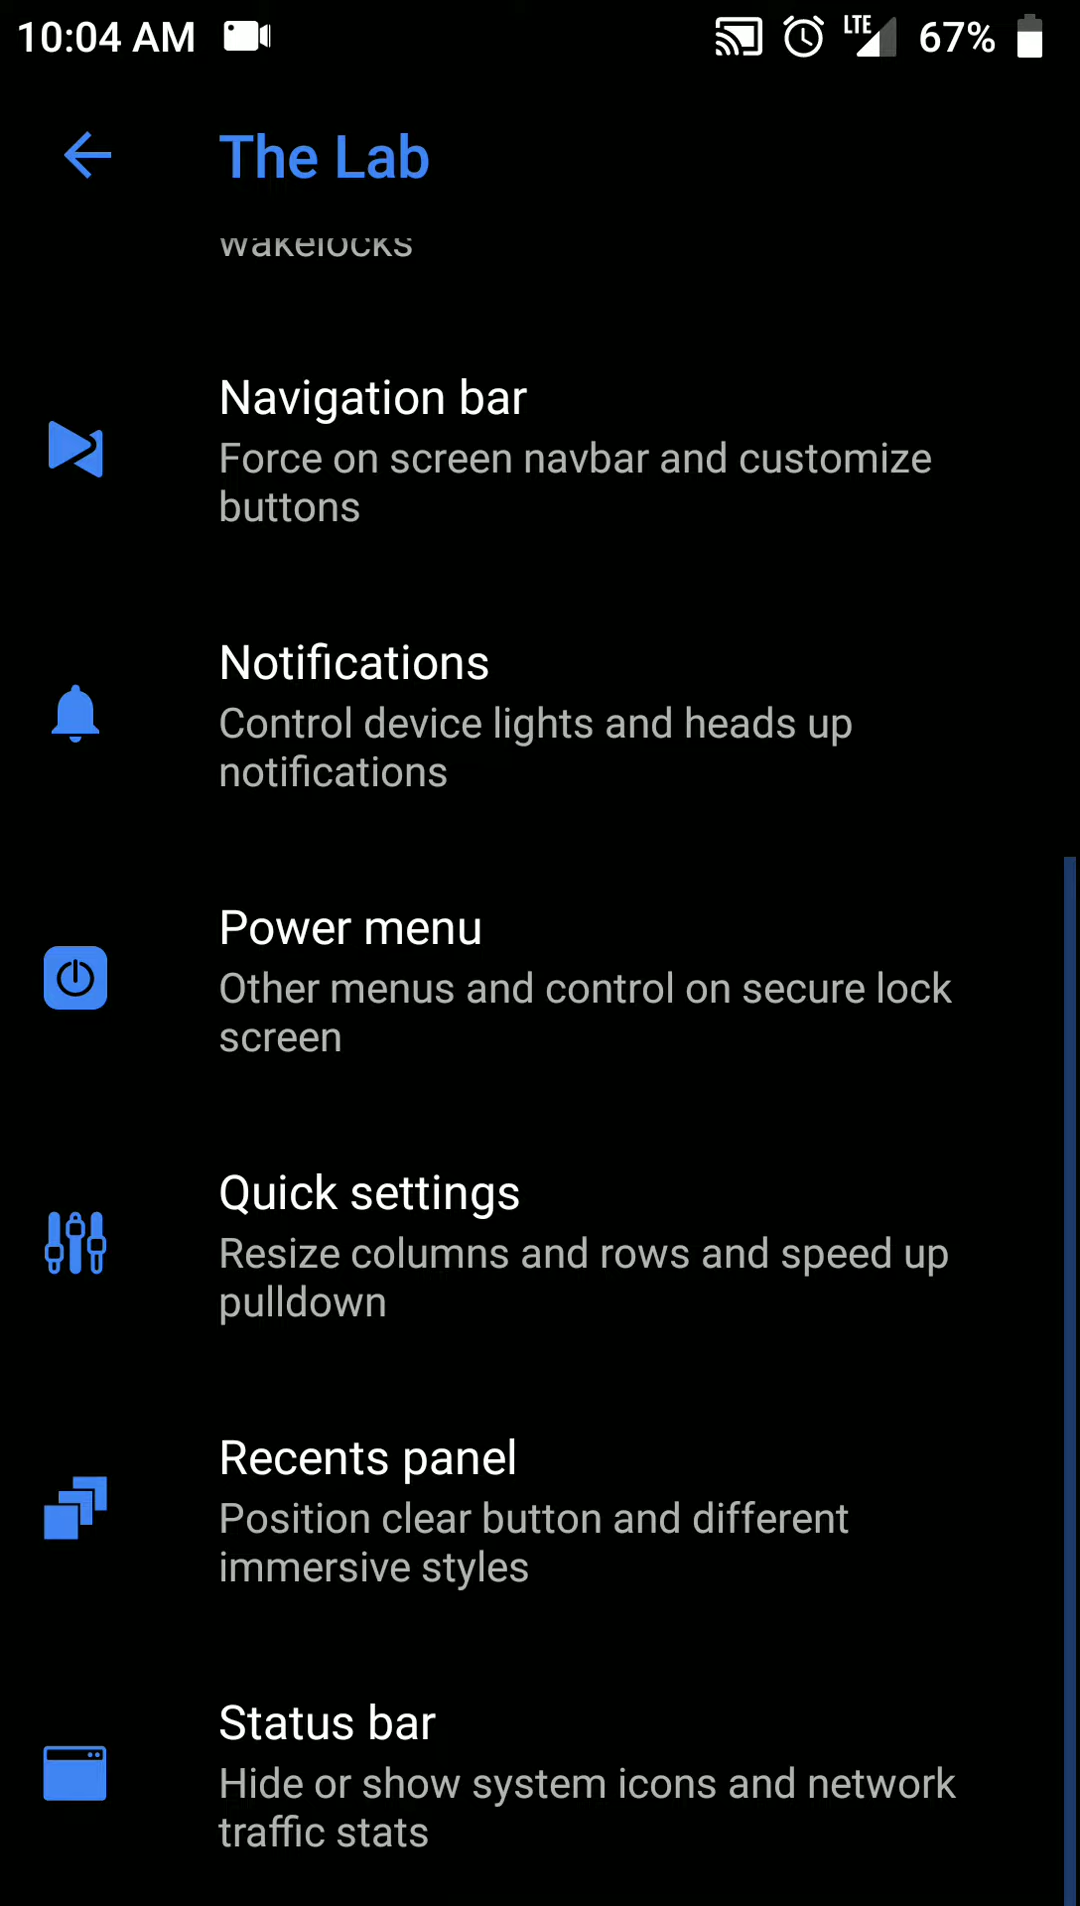 10:04 AM LTE 67%
The Lab
wakelocks
Navigation bar
Force on screen navbar and customize
buttons
Notifications
Control device lights and heads up
notifications
Power menu
Other menus and control on secure lock
screen
Quick settings
Resize columns and rows and speed up
pulldown
Recents panel
Position clear button and different
immersive styles
Status bar
Hide or show system icons and network
traffic stats